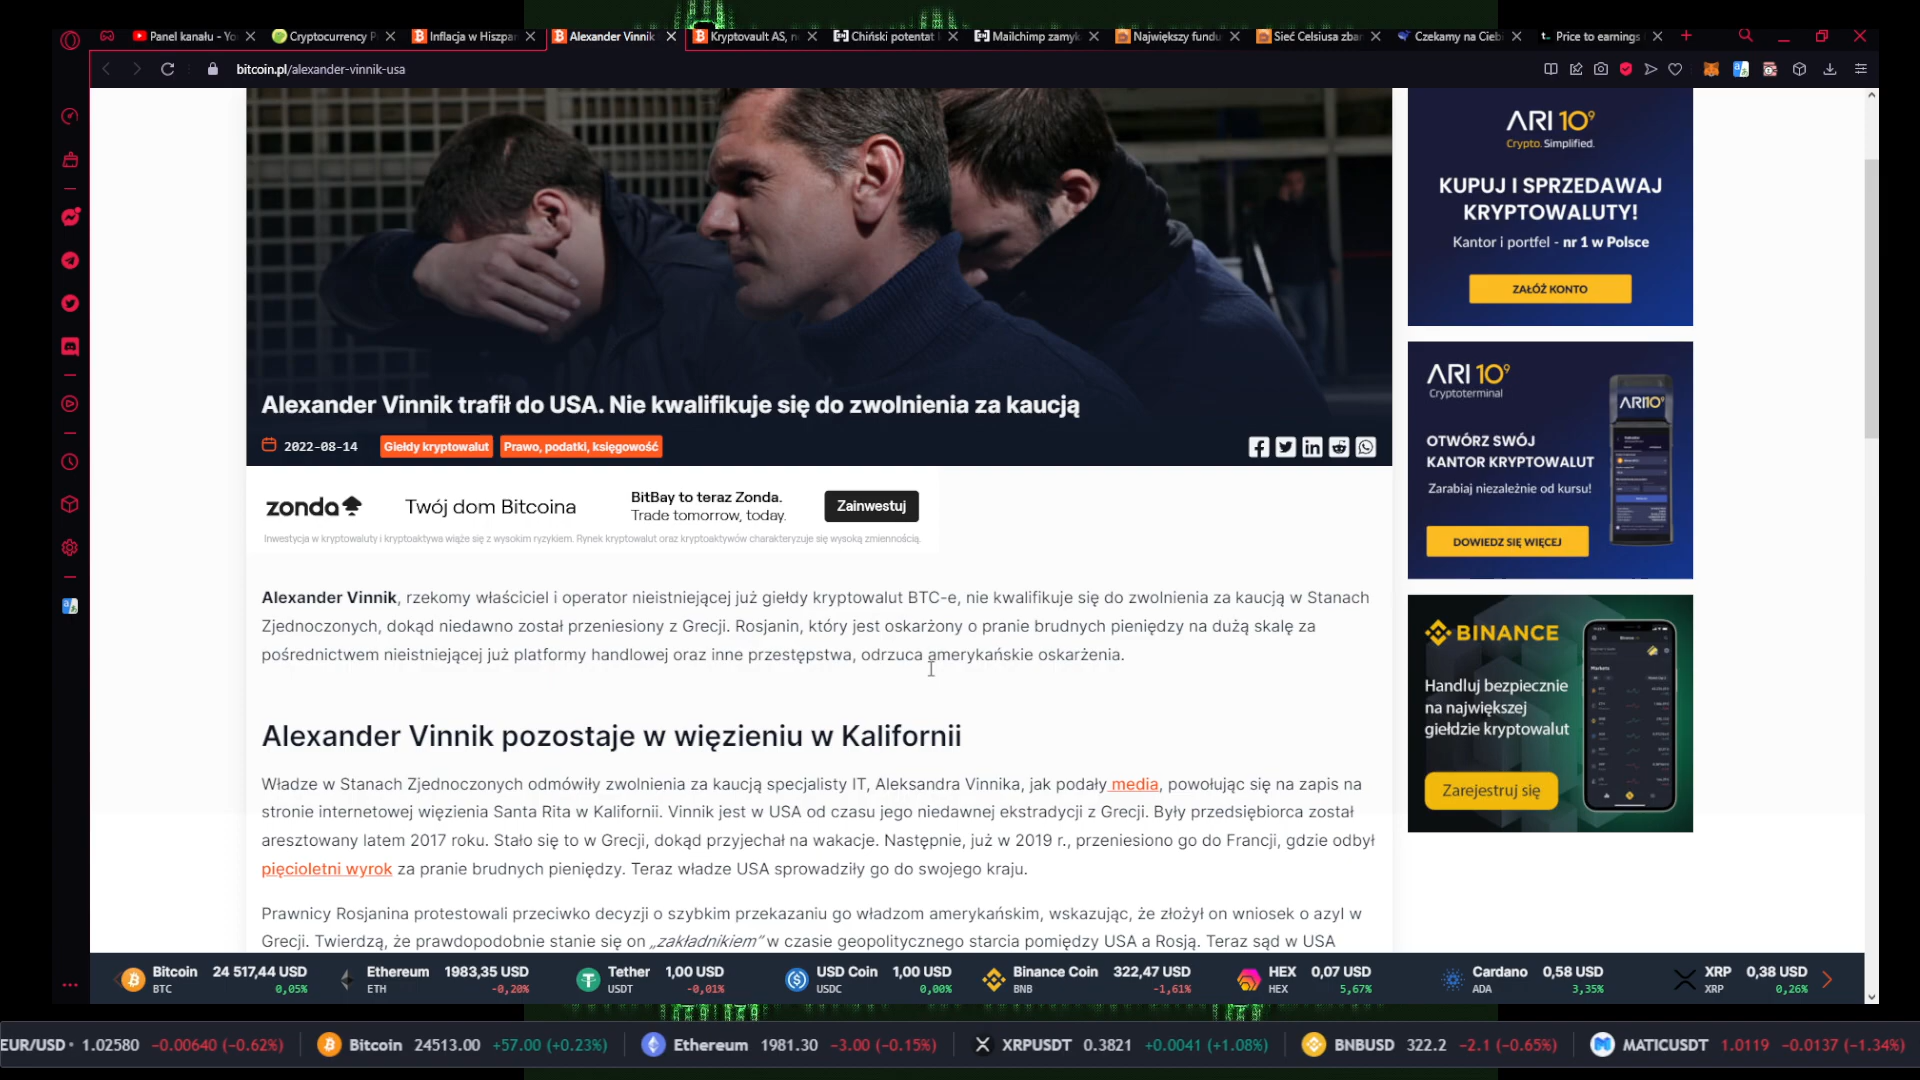 Panel kanału - Yo
Cryptocurrency P
Inflacja w Hiszpa
Alexander Vinnik
Kryptovault AS, n
Chiński potentat
Mailchimp zamyk
Największy fundu
Sieć Celsiusa zba
Czekamy na Cieb
Price to earnings
bitcoin.pl/alexander-vinnik-usa
Alexander Vinnik trafił do USA. Nie kwalifikuje się do zwolnienia za kaucją
2022-08-14 Giełdy kryptowalut Prawo, podatki, księgowość
zonda Twój dom Bitcoina
BitBay to teraz Zonda.
Trade tomorrow, today.
Zainwestuj
Inwestycja w kryptowaluty i kryptoaktywa wiąże się z wysokim ryzykiem. Rynek kryptowalut oraz kryptoaktywów charakteryzuje się wysoką zmiennością.
Alexander Vinnik, rzekomy właściciel i operator nieistniejącej już giełdy kryptowalut BTC-e, nie kwalifikuje się do zwolnienia za kaucją w Stanach
Zjednoczonych, dokąd niedawno został przeniesiony z Grecji. Rosjanin, który jest oskarżony o pranie brudnych pieniędzy na dużą skalę za
pośrednictwem nieistniejącej już platformy handlowej oraz inne przestępstwa, odrzuca amerykańskie oskarżenia.
Alexander Vinnik pozostaje w więzieniu w Kalifornii
Władze w Stanach Zjednoczonych odmówiły zwolnienia za kaucją specjalisty IT, Aleksandra Vinnika, jak podały media, powołując się na zapis na
stronie internetowej więzienia Santa Rita w Kalifornii. Vinnik jest w USA od czasu jego niedawnej ekstradycji z Grecji. Były przedsiębiorca został
aresztowany latem 2017 roku. Stało się to w Grecji, dokąd przyjechał na wakacje. Następnie, już w 2019 r., przeniesiono go do Francji, gdzie odbył
pięcioletni wyrok za pranie brudnych pieniędzy. Teraz władze USA sprowadziły go do swojego kraju.
Prawnicy Rosjanina protestowali przeciwko decyzji o szybkim przekazaniu go władzom amerykańskim, wskazując, że złożył on wniosek o azyl w
Grecji. Twierdzą, że prawdopodobnie stanie się on „zakładnikiem” w czasie geopolitycznego starcia pomiędzy USA a Rosją. Teraz sąd w USA
ARI 10⁹
Crypto. Simplified.
KUPUJ I SPRZEDAWAJ
KRYPTOWALUTY!
Kantor i portfel - nr 1 w Polsce
ZAŁÓŻ KONTO
ARI 10⁹
Cryptoterminal
ARI10⁹
OTWÓRZ SWÓJ
KANTOR KRYPTOWALUT
Zarabiaj niezależnie od kursu!
DOWIEDZ SIĘ WIĘCEJ
BINANCE
Handluj bezpiecznie
na największej
giełdzie kryptowalut
Zarejestruj się
Bitcoin 24 517,44 USD
BTC 0,05%
Ethereum 1983,35 USD
ETH -0,20%
Tether 1,00 USD
USDT -0,01%
USD Coin 1,00 USD
USDC 0,00%
Binance Coin 322,47 USD
BNB -1,61%
HEX 0,07 USD
HEX 5,67%
Cardano 0,58 USD
ADA 3,35%
XRP 0,38 USD
XRP 0,26%
EUR/USD 1.02580 −0.00640 (−0.62%) Bitcoin 24513.00 +57.00 (+0.23%) Ethereum 1981.30 −3.00 (−0.15%) XRPUSDT 0.3821 +0.0041 (+1.08%) BNBUSD 322.2 −2.1 (−0.65%) MATICUSDT 1.0119 −0.0137 (−1.34%)